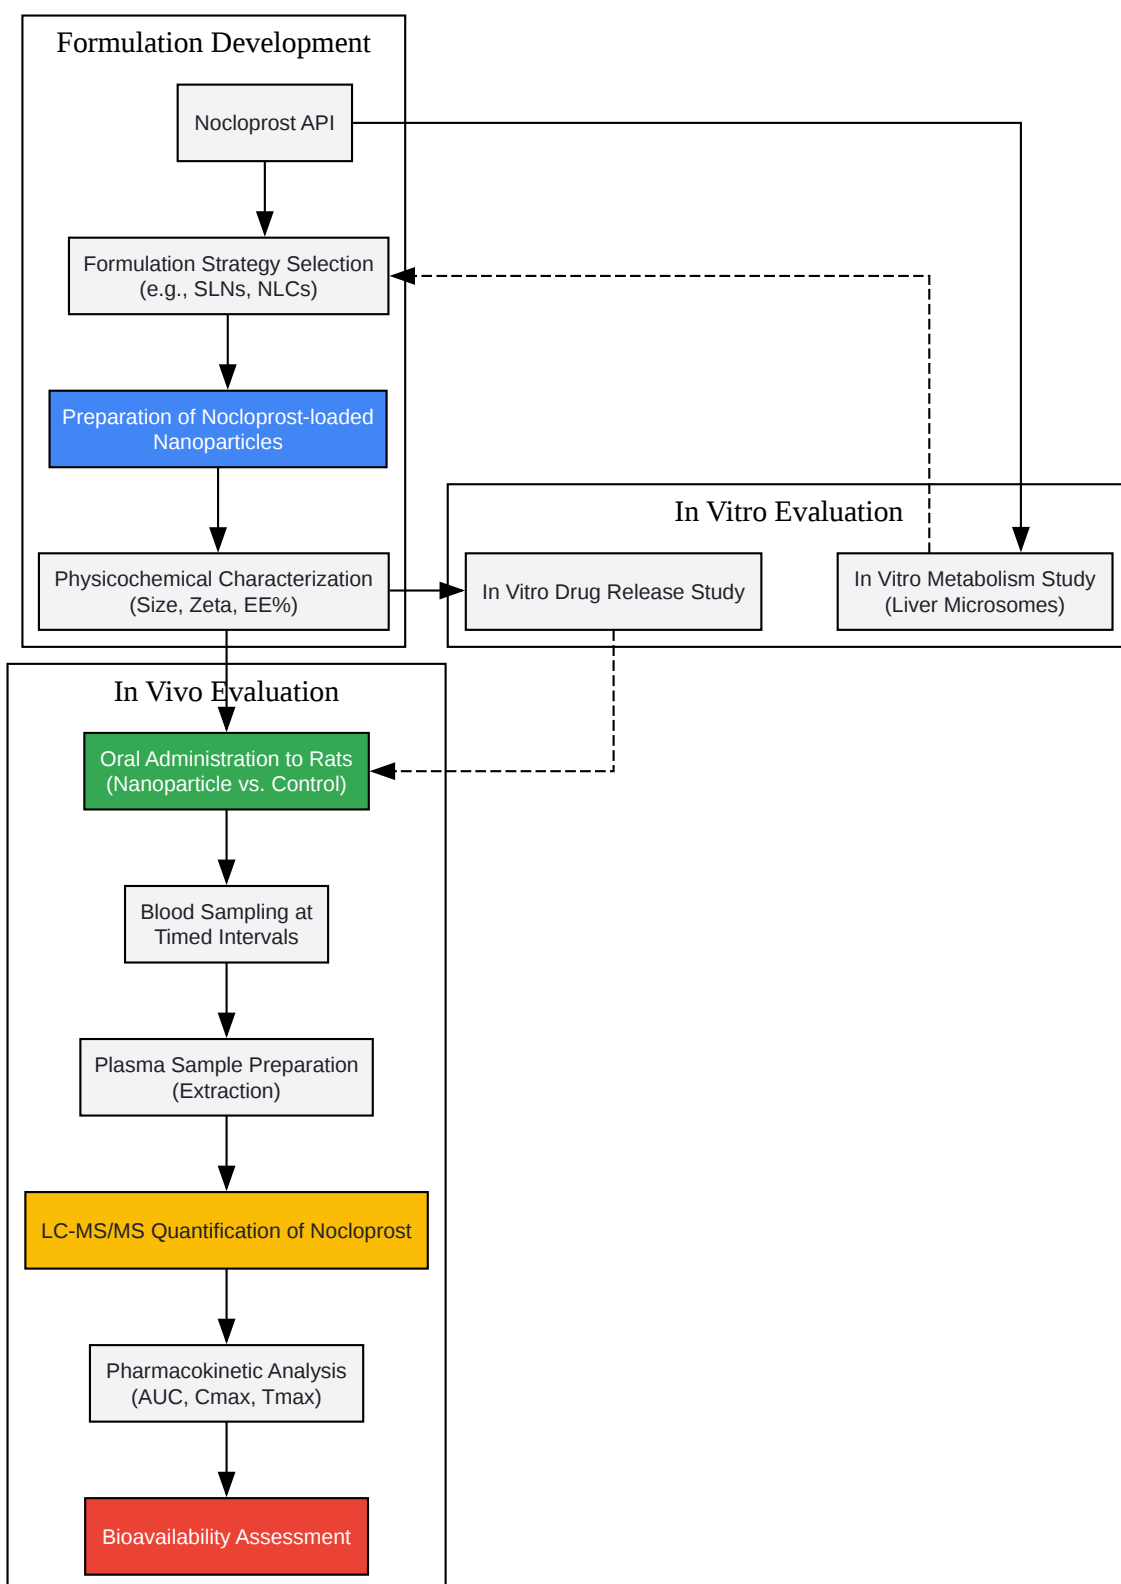 Formulation Development
Nocloprost API
Formulation Strategy Selection
(e.g., SLNs, NLCs)
Preparation of Nocloprost-loaded
Nanoparticles
Physicochemical Characterization
(Size, Zeta, EE%)
In Vitro Evaluation
In Vitro Drug Release Study
In Vitro Metabolism Study
(Liver Microsomes)
In Vivo Evaluation
Oral Administration to Rats
(Nanoparticle vs. Control)
Blood Sampling at
Timed Intervals
Plasma Sample Preparation
(Extraction)
LC-MS/MS Quantification of Nocloprost
Pharmacokinetic Analysis
(AUC, Cmax, Tmax)
Bioavailability Assessment